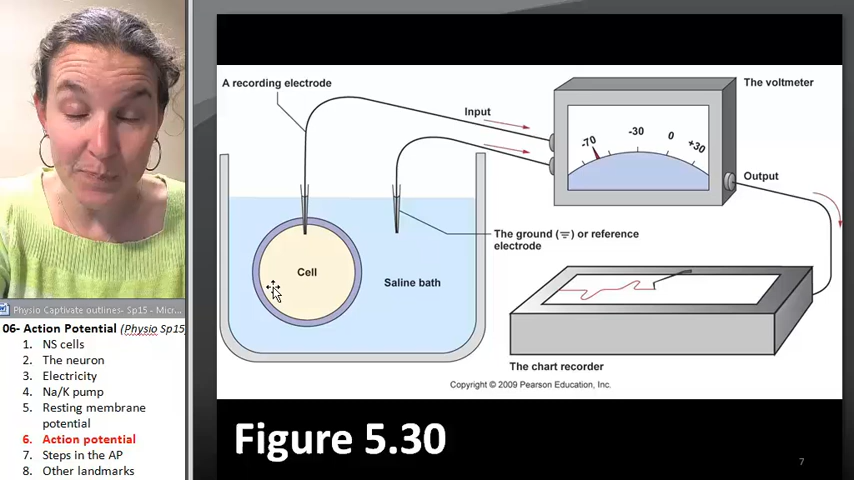 A recording electrode
The voltmeter
Input
-70
-30
0
+30
Output
The ground (⏚) or reference
electrode
Cell
Saline bath
The chart recorder
Copyright © 2009 Pearson Education, Inc.
Figure 5.30
7
Physio Captivate outlines- Sp15 - Micr...
06- Action Potential (Physio Sp15
1. NS cells
2. The neuron
3. Electricity
4. Na/K pump
5. Resting membrane
potential
6. Action potential
7. Steps in the AP
8. Other landmarks